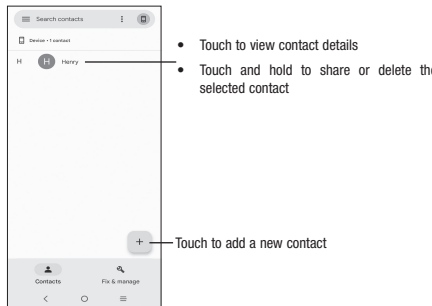 Search contacts
Device • 1 contact
H H Henry
• Touch to view contact details
• Touch and hold to share or delete the
selected contact
+ Touch to add a new contact
Contacts Fix & manage